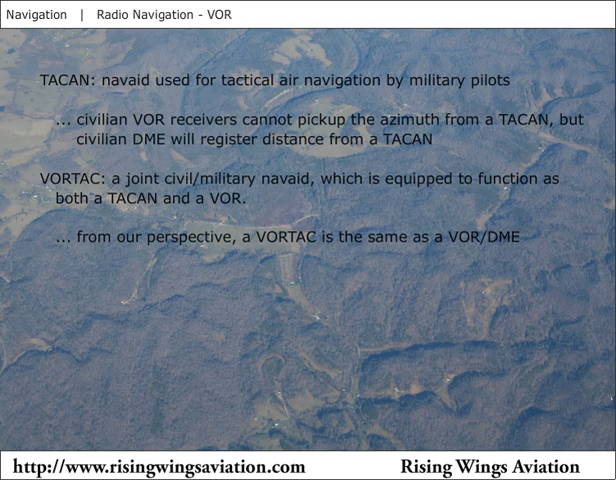 Navigation | Radio Navigation - VOR
TACAN: navaid used for tactical air navigation by military pilots
... civilian VOR receivers cannot pickup the azimuth from a TACAN, but
civilian DME will register distance from a TACAN
VORTAC: a joint civil/military navaid, which is equipped to function as
both a TACAN and a VOR.
... from our perspective, a VORTAC is the same as a VOR/DME
http://www.risingwingsaviation.com Rising Wings Aviation